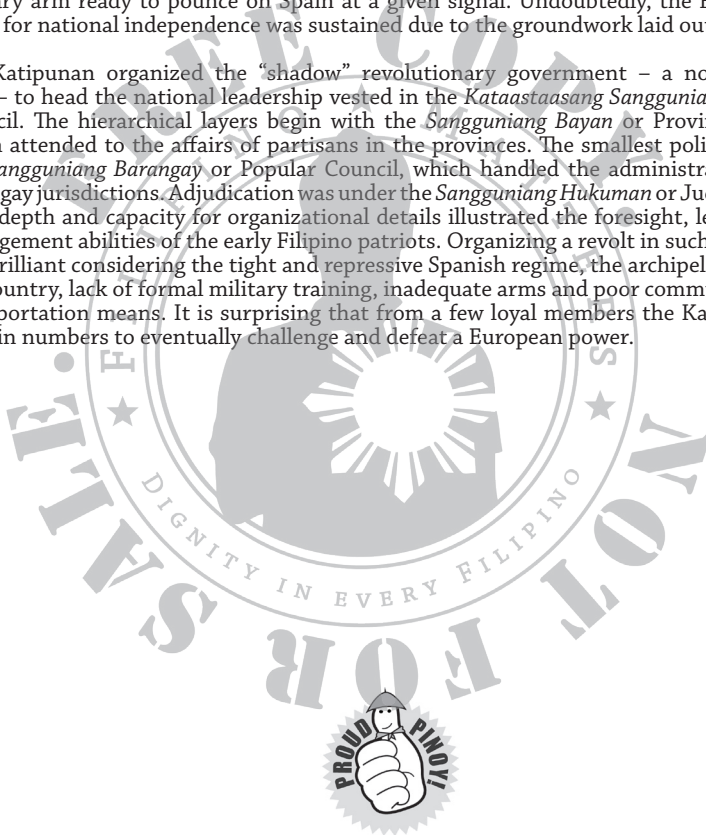 ary arm ready to pounce on Spain at a given signal. Undoubtedly, the
for national independence was sustained due to the groundwork laid ou
Katipunan organized the “shadow” revolutionary government – a no
– to head the national leadership vested in the Kataastaasang Sanggunia
cil. The hierarchical layers begin with the Sangguniang Bayan or Provin
attended to the affairs of partisans in the provinces. The smallest poli
angguniang Barangay or Popular Council, which handled the administra
gay jurisdictions. Adjudication was under the Sangguniang Hukuman or Ju
depth and capacity for organizational details illustrated the foresight, le
gement abilities of the early Filipino patriots. Organizing a revolt in such
rilliant considering the tight and repressive Spanish regime, the archipel
ountry, lack of formal military training, inadequate arms and poor comm
portation means. It is surprising that from a few loyal members the Ka
in numbers to eventually challenge and defeat a European power.
FREE COPY
NOT FOR SALE
FILIPINO MATTERS
DIGNITY IN EVERY FILIPINO
PROUD PINOY!